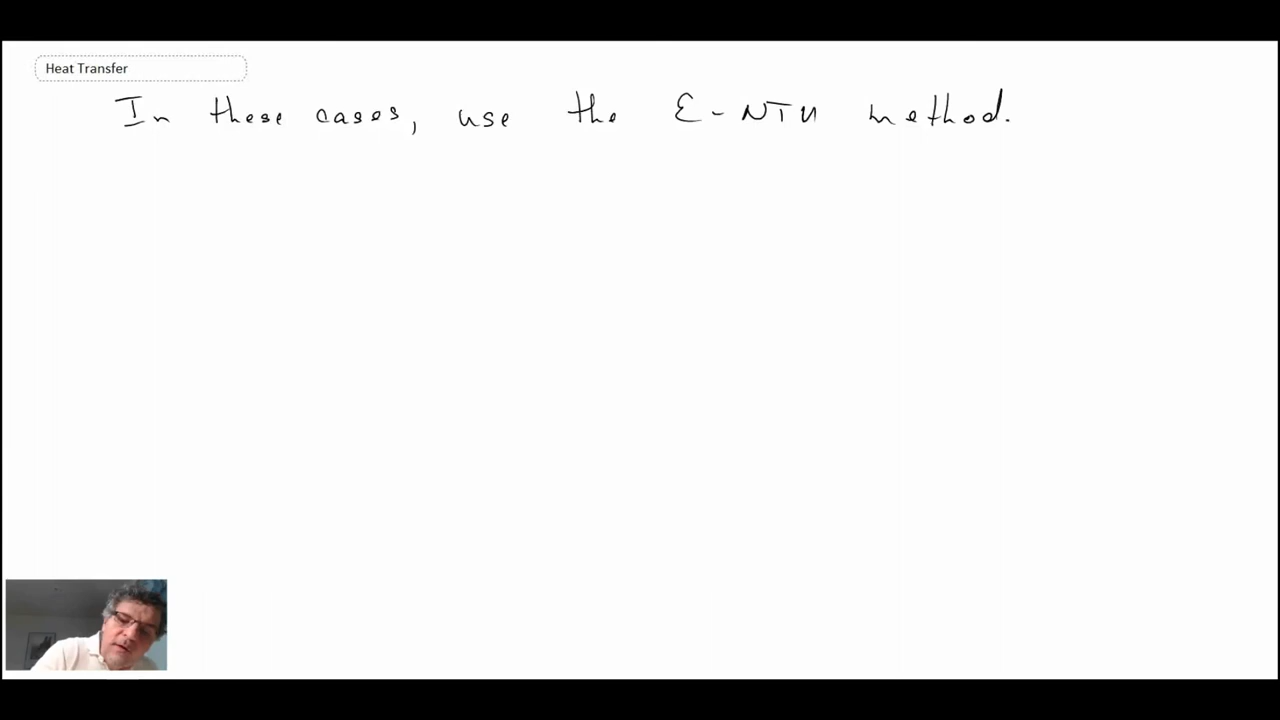 Heat Transfer
In these cases, use the ε-NTU method.